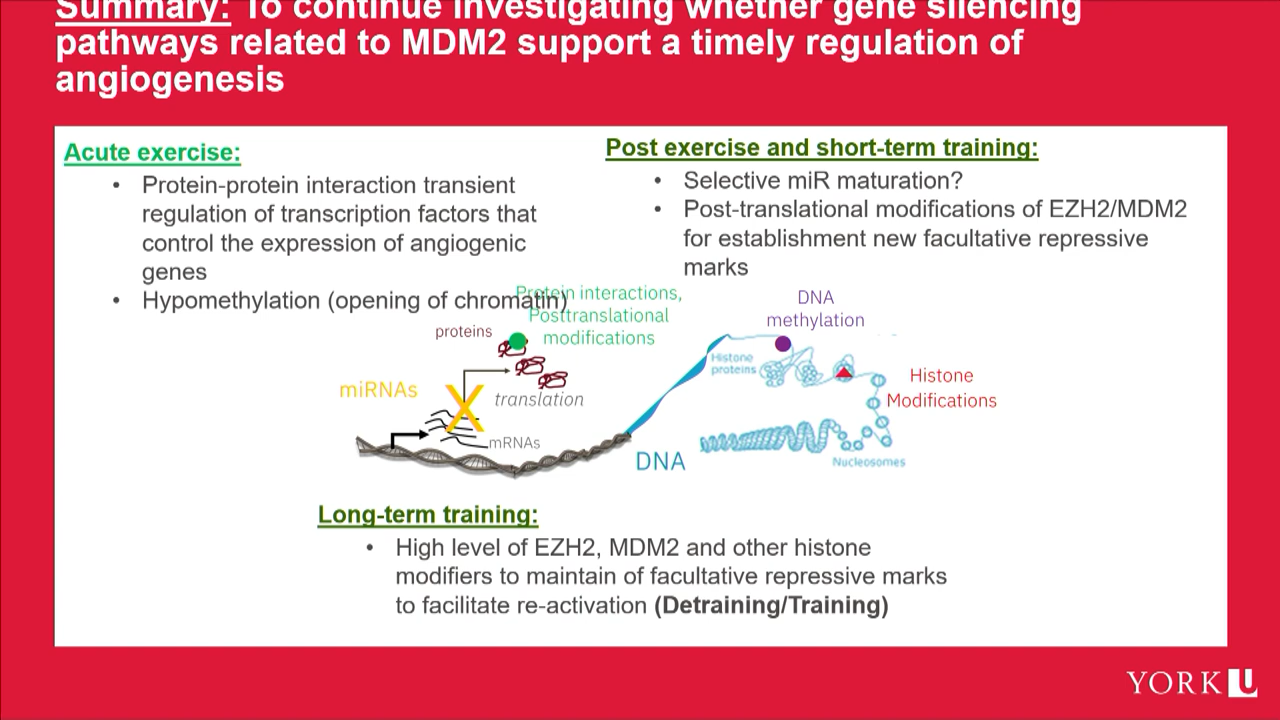 Summary: To continue investigating whether gene silencing
pathways related to MDM2 support a timely regulation of
angiogenesis
Acute exercise:
• Protein-protein interaction transient
regulation of transcription factors that
control the expression of angiogenic
genes
• Hypomethylation (opening of chromatin)
Post exercise and short-term training:
• Selective miR maturation?
• Post-translational modifications of EZH2/MDM2
for establishment new facultative repressive
marks
Protein interactions,
Posttranslational
modifications
proteins
miRNAs
translation
mRNAs
DNA
DNA
methylation
Histone
proteins
Histone
Modifications
Nucleosomes
Long-term training:
• High level of EZH2, MDM2 and other histone
modifiers to maintain of facultative repressive marks
to facilitate re-activation (Detraining/Training)
YORK U